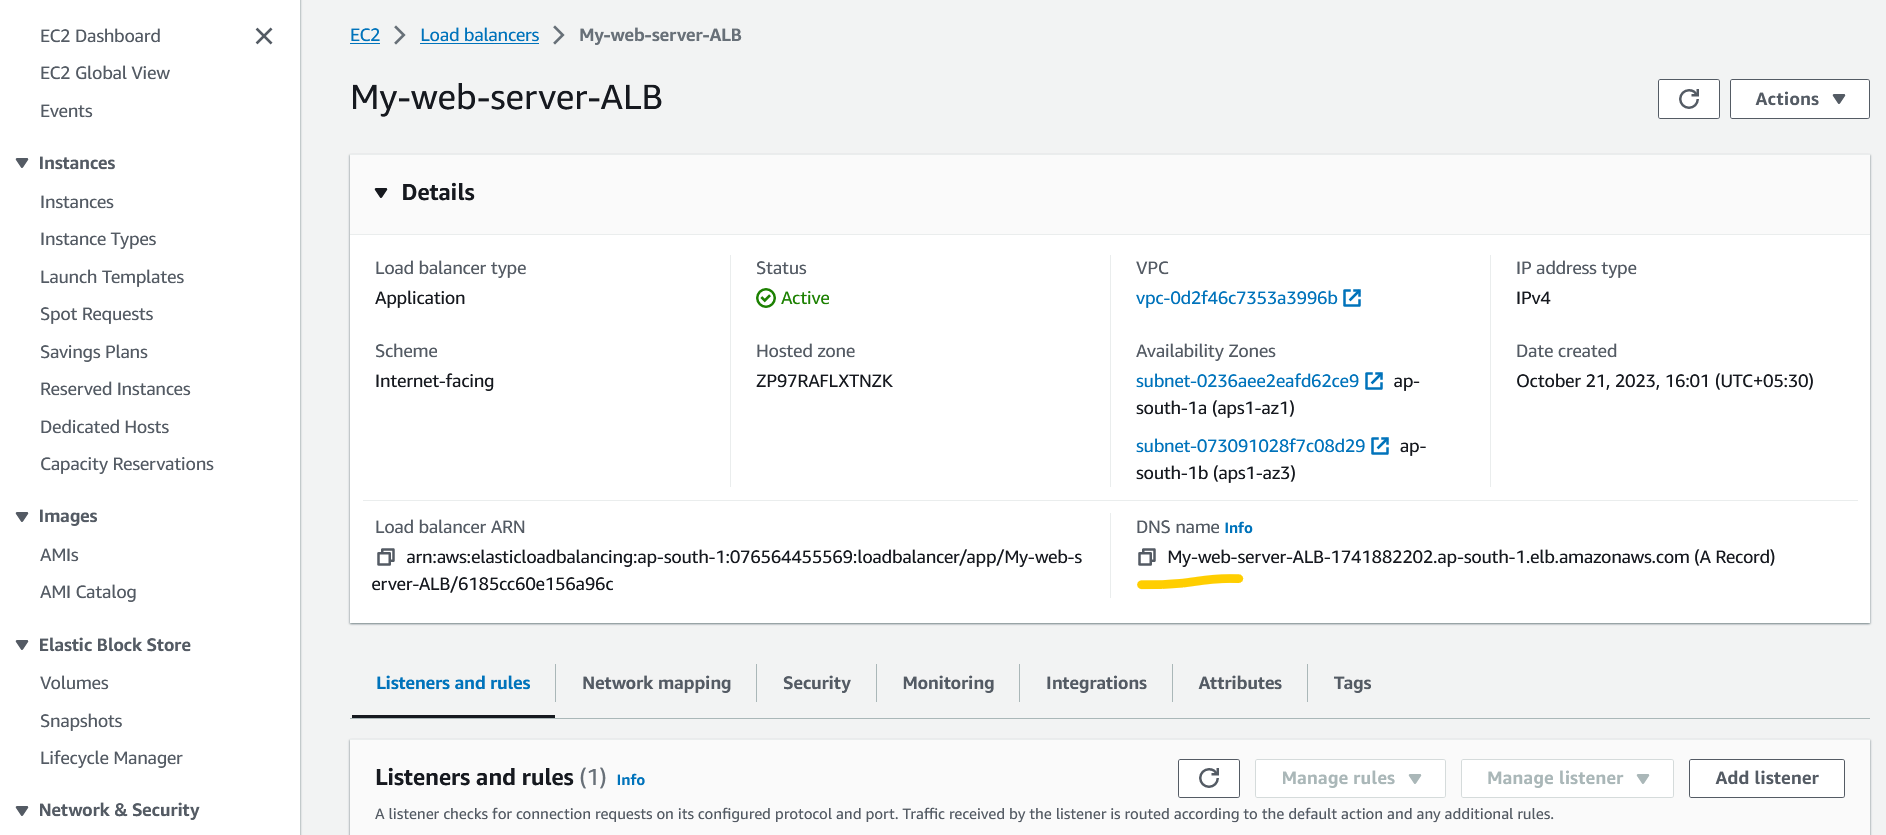 EC2 Dashboard
EC2 Global View
Events
Instances
Instances
Instance Types
Launch Templates
Spot Requests
Savings Plans
Reserved Instances
Dedicated Hosts
Capacity Reservations
Images
AMIs
AMI Catalog
Elastic Block Store
Volumes
Snapshots
Lifecycle Manager
Network & Security
EC2 > Load balancers > My-web-server-ALB
My-web-server-ALB
Actions
Details
Load balancer type
Application
Status
Active
VPC
vpc-0d2f46c7353a3996b
IP address type
IPv4
Scheme
Internet-facing
Hosted zone
ZP97RAFLXTNZK
Availability Zones
subnet-0236aee2eafd62ce9 ap-
south-1a (aps1-az1)
subnet-073091028f7c08d29 ap-
south-1b (aps1-az3)
Date created
October 21, 2023, 16:01 (UTC+05:30)
Load balancer ARN
arn:aws:elasticloadbalancing:ap-south-1:076564455569:loadbalancer/app/My-web-s
erver-ALB/6185cc60e156a96c
DNS name Info
My-web-server-ALB-1741882202.ap-south-1.elb.amazonaws.com (A Record)
Listeners and rules
Network mapping
Security
Monitoring
Integrations
Attributes
Tags
Listeners and rules (1) Info
Manage rules
Manage listener
Add listener
A listener checks for connection requests on its configured protocol and port. Traffic received by the listener is routed according to the default action and any additional rules.